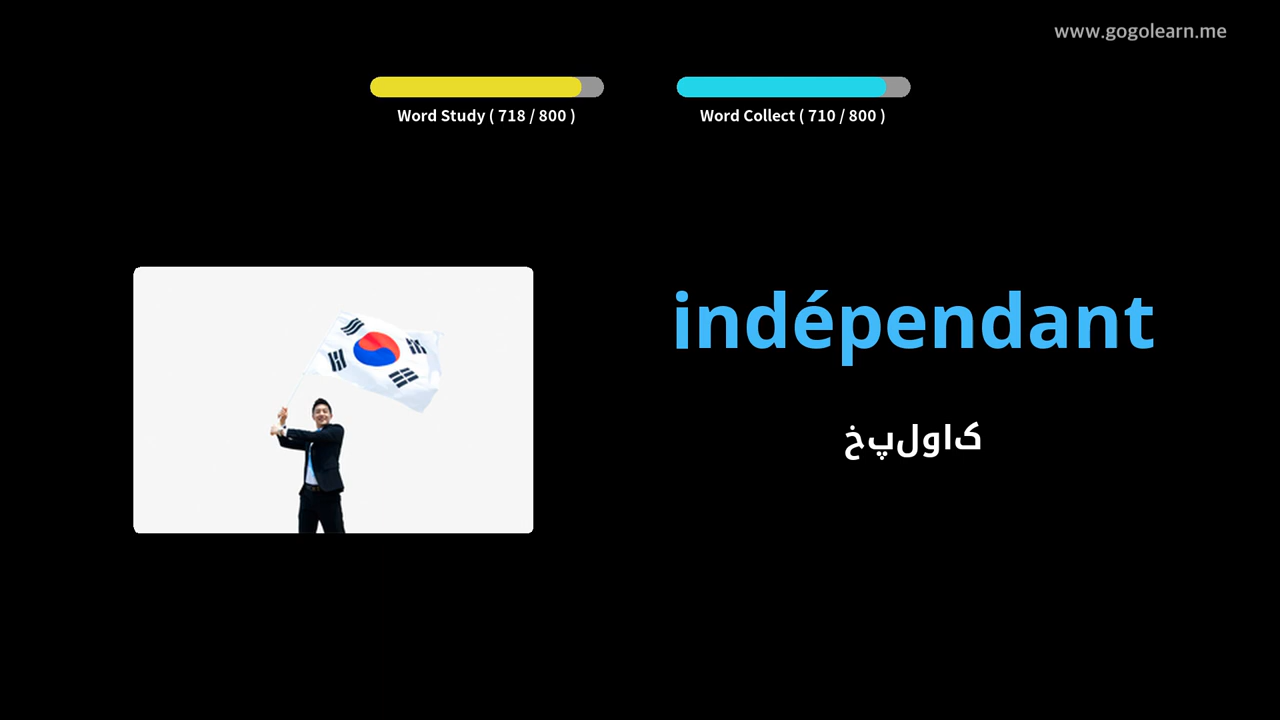 www.gogolearn.me
Word Study ( 718 / 800 )
Word Collect ( 710 / 800 )
indépendant
خپلواک